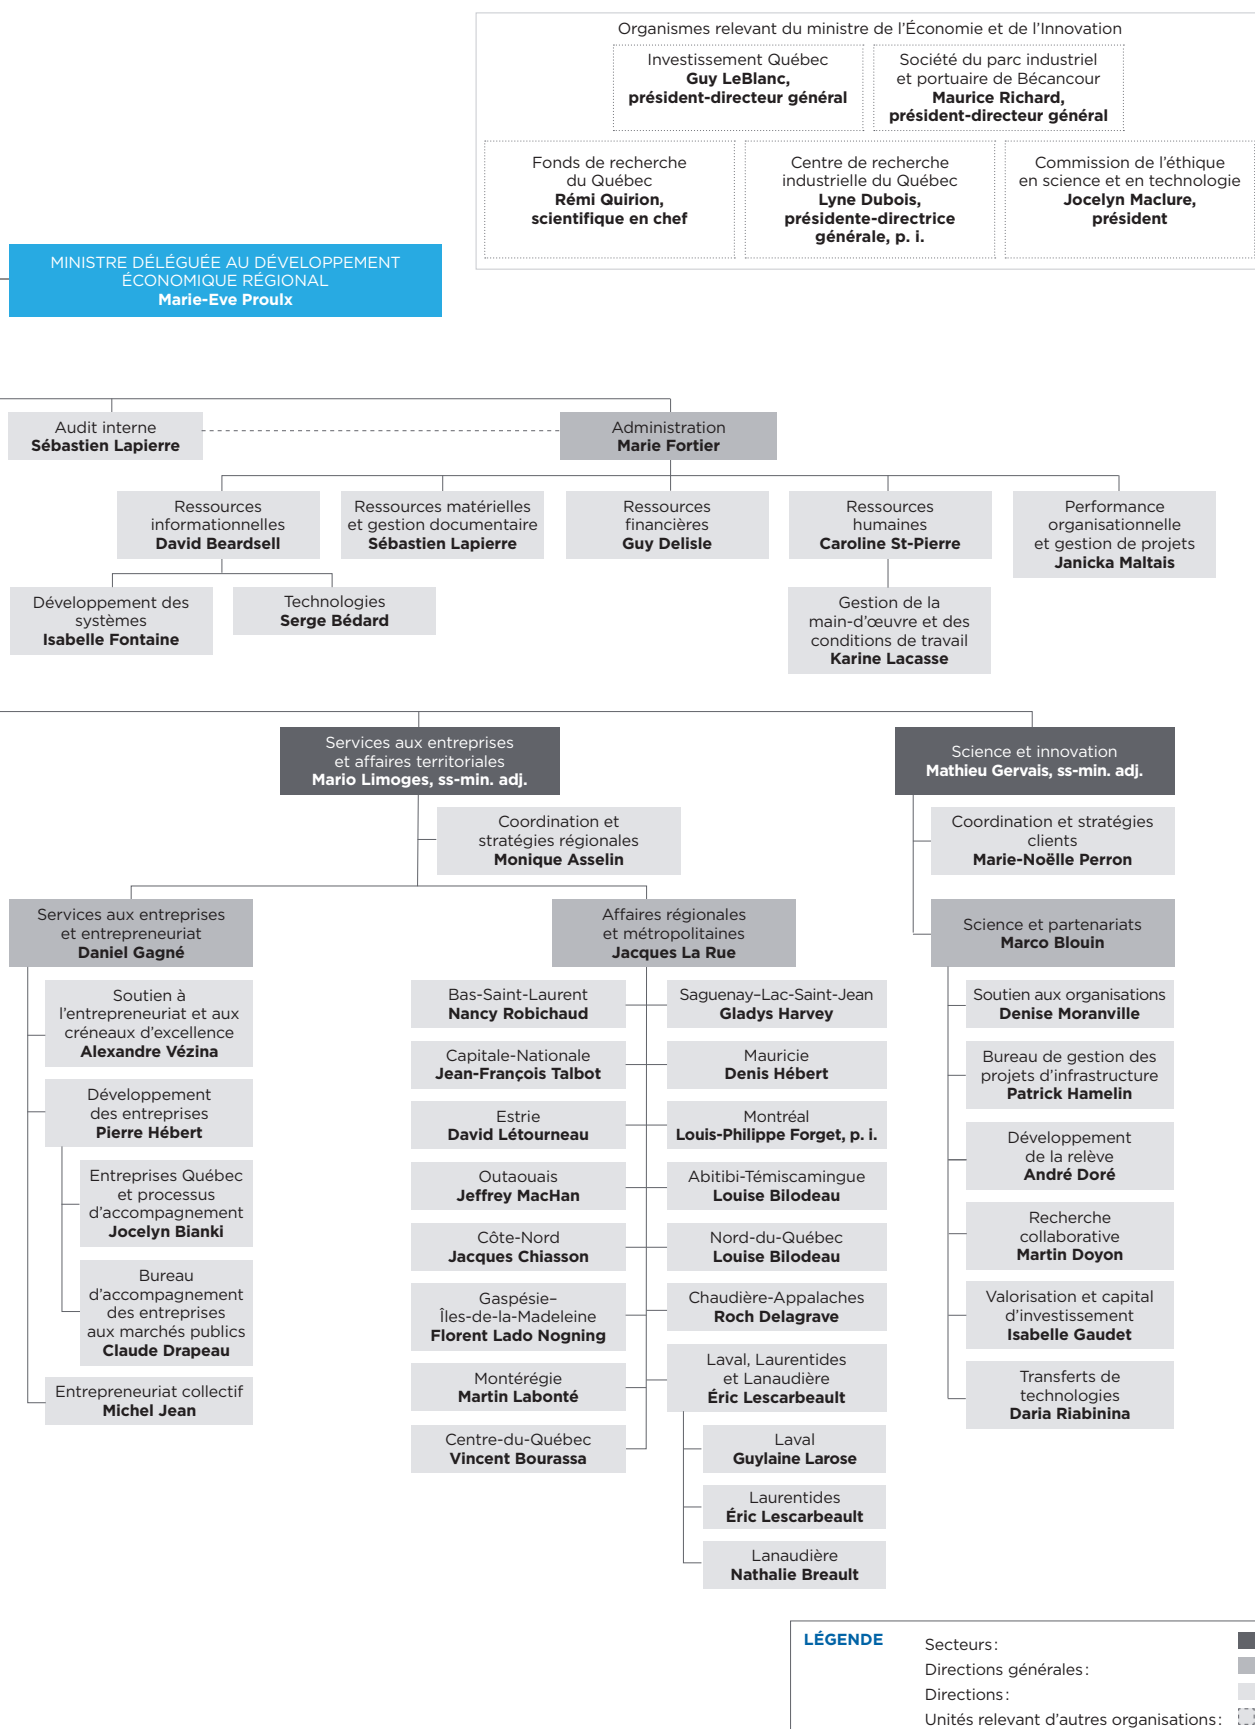 Organismes relevant du ministre de l’Économie et de l’Innovation
Investissement Québec
Guy LeBlanc,
président-directeur général
Société du parc industriel
et portuaire de Bécancour
Maurice Richard,
président-directeur général
Fonds de recherche
du Québec
Rémi Quirion,
scientifique en chef
Centre de recherche
industrielle du Québec
Lyne Dubois,
présidente-directrice
générale, p. i.
Commission de l’éthique
en science et en technologie
Jocelyn Maclure,
président
MINISTRE DÉLÉGUÉE AU DÉVELOPPEMENT
ÉCONOMIQUE RÉGIONAL
Marie-Eve Proulx
Audit interne
Sébastien Lapierre
Administration
Marie Fortier
Ressources
informationnelles
David Beardsell
Ressources matérielles
et gestion documentaire
Sébastien Lapierre
Ressources
financières
Guy Delisle
Ressources
humaines
Caroline St-Pierre
Performance
organisationnelle
et gestion de projets
Janicka Maltais
Développement des
systèmes
Isabelle Fontaine
Technologies
Serge Bédard
Gestion de la
main-d’œuvre et des
conditions de travail
Karine Lacasse
Services aux entreprises
et affaires territoriales
Mario Limoges, ss-min. adj.
Science et innovation
Mathieu Gervais, ss-min. adj.
Coordination et
stratégies régionales
Monique Asselin
Coordination et stratégies
clients
Marie-Noëlle Perron
Services aux entreprises
et entrepreneuriat
Daniel Gagné
Affaires régionales
et métropolitaines
Jacques La Rue
Science et partenariats
Marco Blouin
Soutien à
l’entrepreneuriat et aux
créneaux d’excellence
Alexandre Vézina
Développement
des entreprises
Pierre Hébert
Entreprises Québec
et processus
d’accompagnement
Jocelyn Bianki
Bureau
d’accompagnement
des entreprises
aux marchés publics
Claude Drapeau
Entrepreneuriat collectif
Michel Jean
Bas-Saint-Laurent
Nancy Robichaud
Capitale-Nationale
Jean-François Talbot
Estrie
David Létourneau
Outaouais
Jeffrey MacHan
Côte-Nord
Jacques Chiasson
Gaspésie–
Îles-de-la-Madeleine
Florent Lado Nogning
Montérégie
Martin Labonté
Centre-du-Québec
Vincent Bourassa
Saguenay–Lac-Saint-Jean
Gladys Harvey
Mauricie
Denis Hébert
Montréal
Louis-Philippe Forget, p. i.
Abitibi-Témiscamingue
Louise Bilodeau
Nord-du-Québec
Louise Bilodeau
Chaudière-Appalaches
Roch Delagrave
Laval, Laurentides
et Lanaudière
Éric Lescarbeault
Laval
Guylaine Larose
Laurentides
Éric Lescarbeault
Lanaudière
Nathalie Breault
Soutien aux organisations
Denise Moranville
Bureau de gestion des
projets d’infrastructure
Patrick Hamelin
Développement
de la relève
André Doré
Recherche
collaborative
Martin Doyon
Valorisation et capital
d’investissement
Isabelle Gaudet
Transferts de
technologies
Daria Riabinina
LÉGENDE
Secteurs :
Directions générales :
Directions :
Unités relevant d’autres organisations :